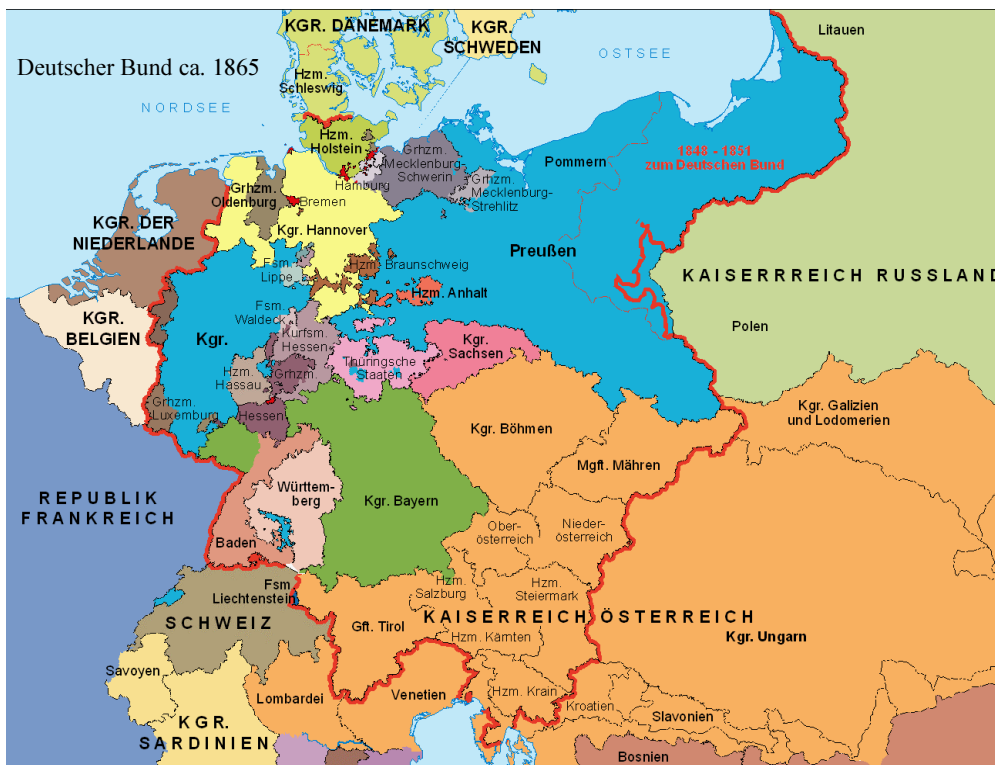 KGR. DÄNEMARK
KGR.
SCHWEDEN
Litauen
OSTSEE
Deutscher Bund ca. 1865
Hzm.
Schleswig
NORDSEE
Hzm.
Holstein
Grhzm.
Mecklenburg-
Schwerin
Pommern
1848 - 1851
zum Deutschen Bund
Hamburg
Grhzm.
Mecklenburg-
Strehlitz
Grhzm.
Oldenburg
Bremen
KGR. DER
NIEDERLANDE
Kgr. Hannover
Preußen
Fsm.
Lippe
Hzm. Braunschweig
KAISERRREICH RUSSLAND
Hzm. Anhalt
Fsm.
Waldeck
KGR.
BELGIEN
Kgr.
Kurfsm.
Hessen
Kgr.
Sachsen
Polen
Thüringsche
Staaten
Hzm.
Hassau
Grhzm.
Grhzm.
Luxemburg
Hessen
Kgr. Galizien
und Lodomerien
Kgr. Böhmen
Mgft. Mähren
REPUBLIK
FRANKREICH
Württem-
berg
Kgr. Bayern
Ober-
österreich
Nieder-
österreich
Baden
Fsm.
Liechtenstein
Hzm.
Salzburg
Hzm.
Steiermark
SCHWEIZ
KAISERREICH ÖSTERREICH
Gft. Tirol
Hzm. Kärnten
Kgr. Ungarn
Savoyen
Lombardei
Venetien
Hzm. Krain
Kroatien
Slavonien
KGR.
SARDINIEN
Bosnien